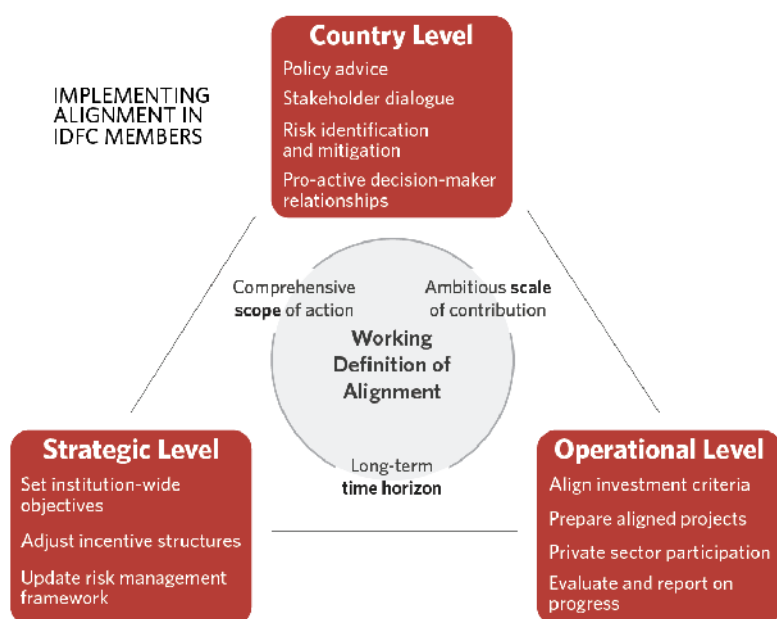 IMPLEMENTING
ALIGNMENT IN
IDFC MEMBERS
Country Level
Policy advice
Stakeholder dialogue
Risk identification
and mitigation
Pro-active decision-maker
relationships
Comprehensive
scope of action
Ambitious scale
of contribution
Working
Definition of
Alignment
Long-term
time horizon
Strategic Level
Set institution-wide
objectives
Adjust incentive structures
Update risk management
framework
Operational Level
Align investment criteria
Prepare aligned projects
Private sector participation
Evaluate and report on
progress